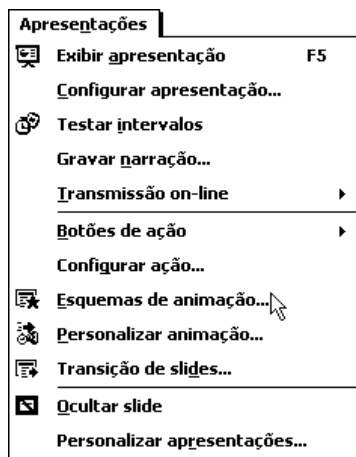 Apresentações
Exibir apresentação F5
Configurar apresentação...
Testar intervalos
Gravar narração...
Transmissão on-line
Botões de ação
Configurar ação...
Esquemas de animação...
Personalizar animação...
Transição de slides...
Ocultar slide
Personalizar apresentações...